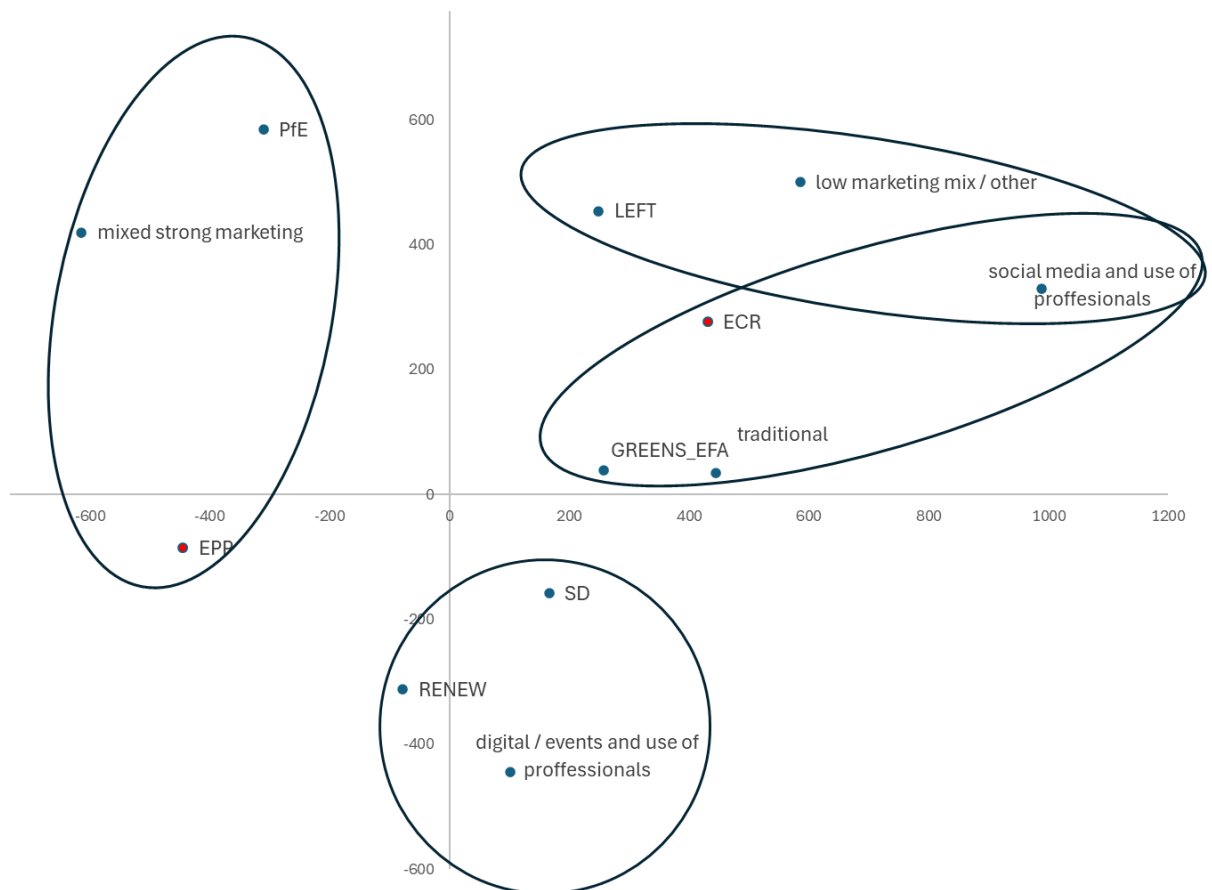 600
PfE
low marketing mix / other
LEFT
mixed strong marketing
400
social media and use of
proffesionals
ECR
200
traditional
GREENS_EFA
0
-600
-400
-200
0
200
400
600
800
1000
1200
EPP
SD
-200
RENEW
-400
digital / events and use of
proffessionals
-600